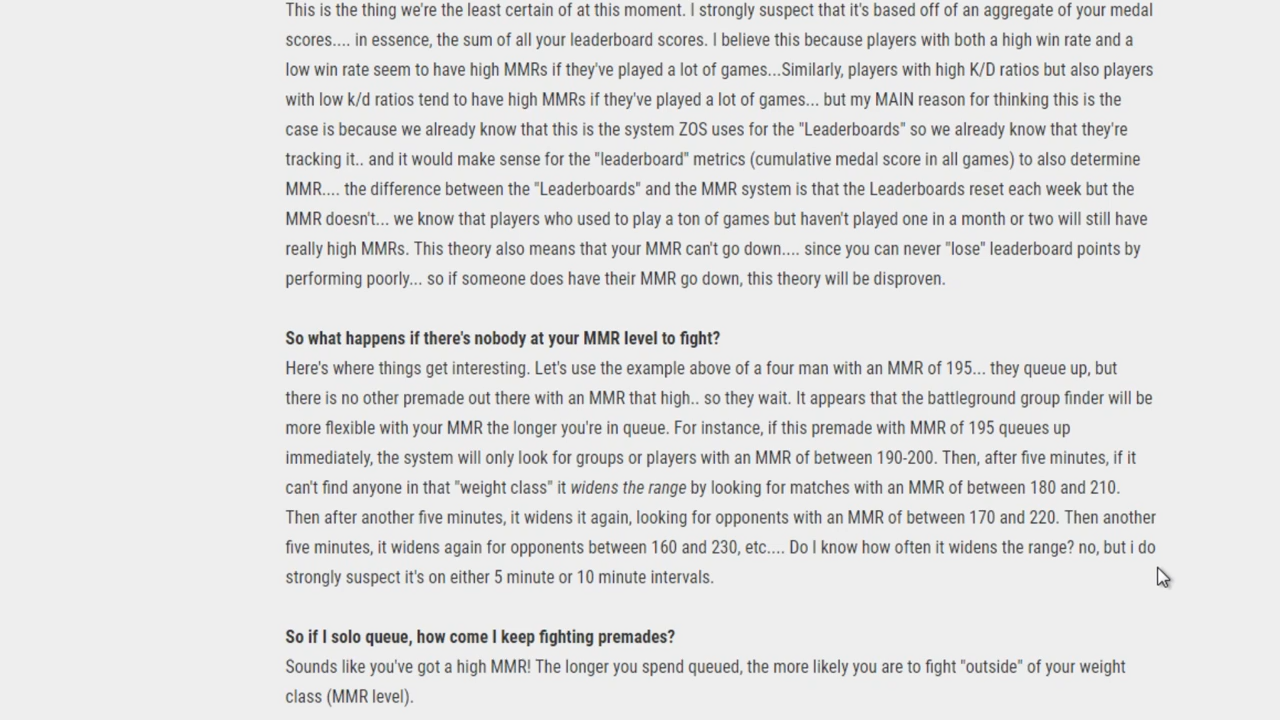 This is the thing we're the least certain of at this moment. I strongly suspect that it's based off of an aggregate of your medal
scores.... in essence, the sum of all your leaderboard scores. I believe this because players with both a high win rate and a
low win rate seem to have high MMRs if they've played a lot of games...Similarly, players with high K/D ratios but also players
with low k/d ratios tend to have high MMRs if they've played a lot of games... but my MAIN reason for thinking this is the
case is because we already know that this is the system ZOS uses for the "Leaderboards" so we already know that they're
tracking it.. and it would make sense for the "leaderboard" metrics (cumulative medal score in all games) to also determine
MMR.... the difference between the "Leaderboards" and the MMR system is that the Leaderboards reset each week but the
MMR doesn't... we know that players who used to play a ton of games but haven't played one in a month or two will still have
really high MMRs. This theory also means that your MMR can't go down.... since you can never "lose" leaderboard points by
performing poorly... so if someone does have their MMR go down, this theory will be disproven.
So what happens if there's nobody at your MMR level to fight?
Here's where things get interesting. Let's use the example above of a four man with an MMR of 195... they queue up, but
there is no other premade out there with an MMR that high.. so they wait. It appears that the battleground group finder will be
more flexible with your MMR the longer you're in queue. For instance, if this premade with MMR of 195 queues up
immediately, the system will only look for groups or players with an MMR of between 190-200. Then, after five minutes, if it
can't find anyone in that "weight class" it widens the range by looking for matches with an MMR of between 180 and 210.
Then after another five minutes, it widens it again, looking for opponents with an MMR of between 170 and 220. Then another
five minutes, it widens again for opponents between 160 and 230, etc.... Do I know how often it widens the range? no, but i do
strongly suspect it's on either 5 minute or 10 minute intervals.
So if I solo queue, how come I keep fighting premades?
Sounds like you've got a high MMR! The longer you spend queued, the more likely you are to fight "outside" of your weight
class (MMR level).